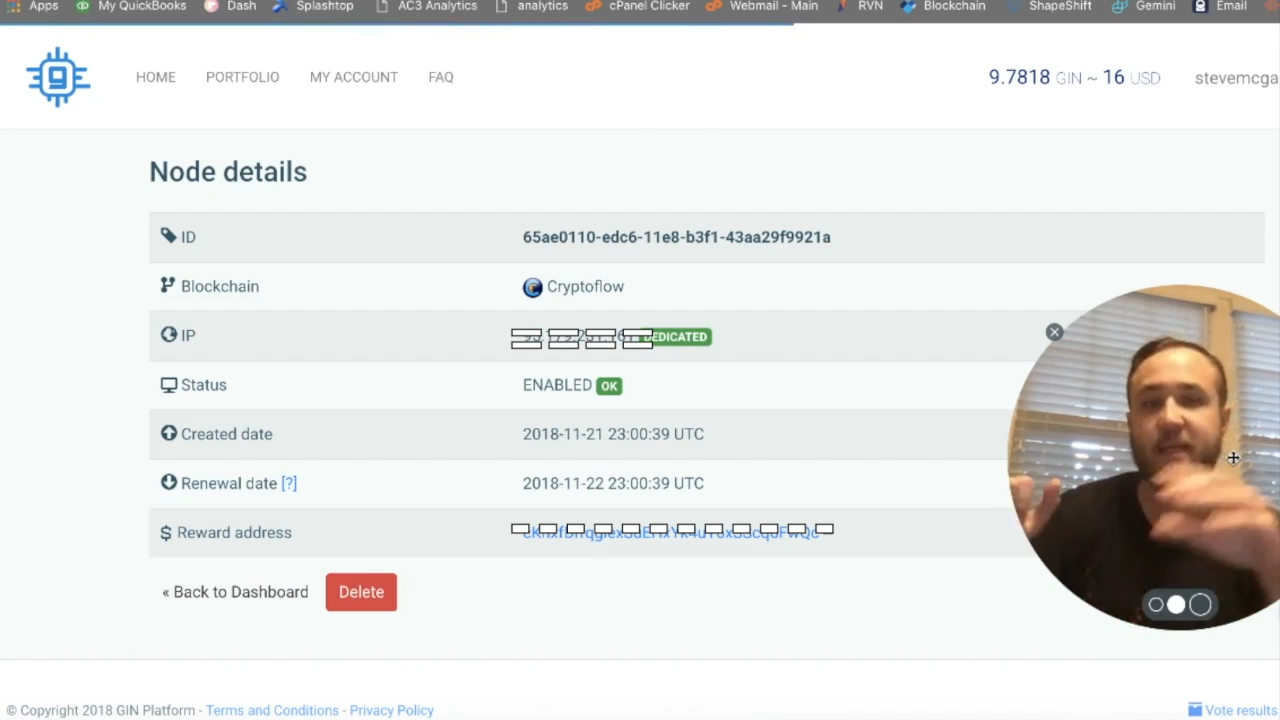 Apps My QuickBooks Dash Splashtop AC3 Analytics analytics cPanel Clicker Webmail - Main RVN Blockchain ShapeShift Gemini Email
g HOME PORTFOLIO MY ACCOUNT FAQ 9.7818 GIN ~ 16 USD stevemcga
Node details
ID 65ae0110-edc6-11e8-b3f1-43aa29f9921a
Blockchain Cryptoflow
IP DEDICATED
Status ENABLED OK
Created date 2018-11-21 23:00:39 UTC
Renewal date [?] 2018-11-22 23:00:39 UTC
$ Reward address
« Back to Dashboard Delete
© Copyright 2018 GIN Platform - Terms and Conditions - Privacy Policy Vote results